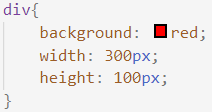 div{
    background: red;
    width: 300px;
    height: 100px;
}